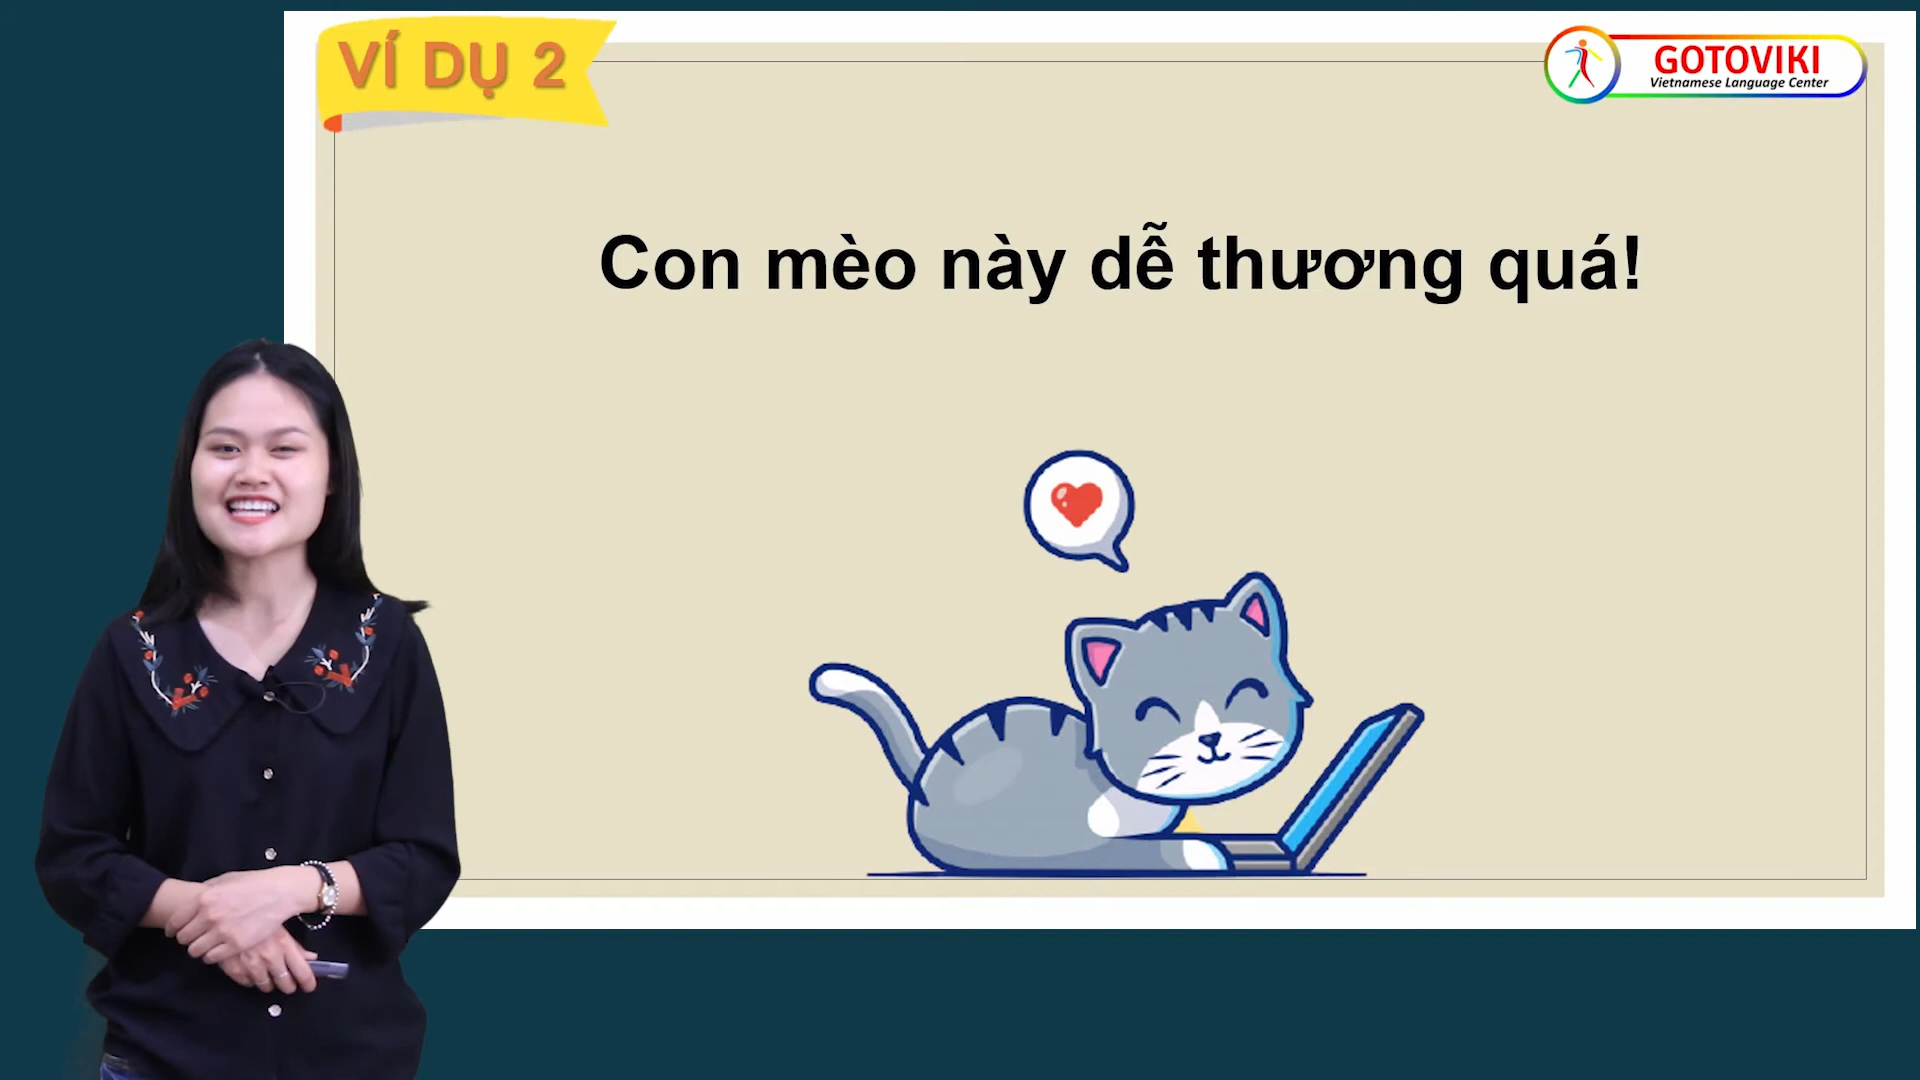 VÍ DỤ 2
GOTOVIKI
Vietnamese Language Center
Con mèo này dễ thương quá!